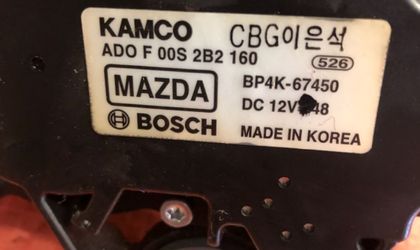 KAMCO CBG이은석
ADO F 00S 2B2 160 526
MAZDA BP4K-67450
DC 12V 48
BOSCH MADE IN KOREA